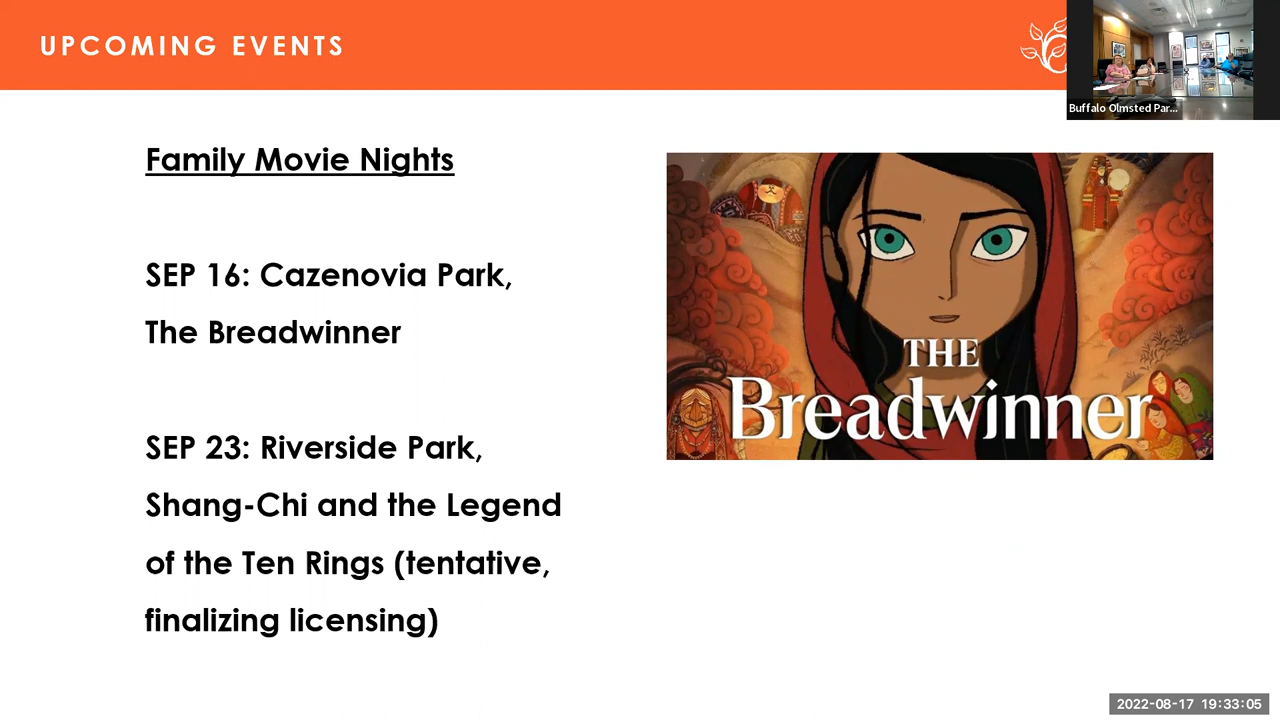 UPCOMING EVENTS
Buffalo Olmsted Par...
Family Movie Nights
SEP 16: Cazenovia Park,
The Breadwinner
SEP 23: Riverside Park,
Shang-Chi and the Legend
of the Ten Rings (tentative,
finalizing licensing)
THE
Breadwinner
2022-08-17 19:33:05